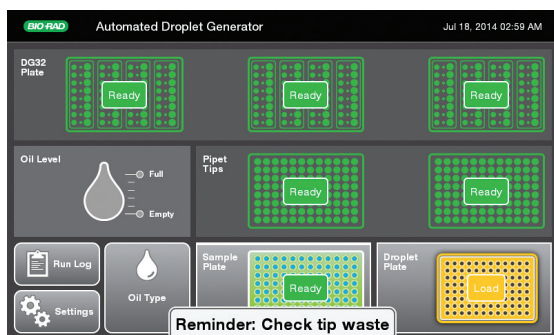 BIO-RAD Automated Droplet Generator Jul 18, 2014 02:59 AM
DG32
Plate
Ready Ready Ready
Oil Level
Full
Empty
Pipet
Tips
Ready Ready
Run Log
Settings
Oil Type
Sample
Plate
Ready
Droplet
Plate
Load
Reminder: Check tip waste